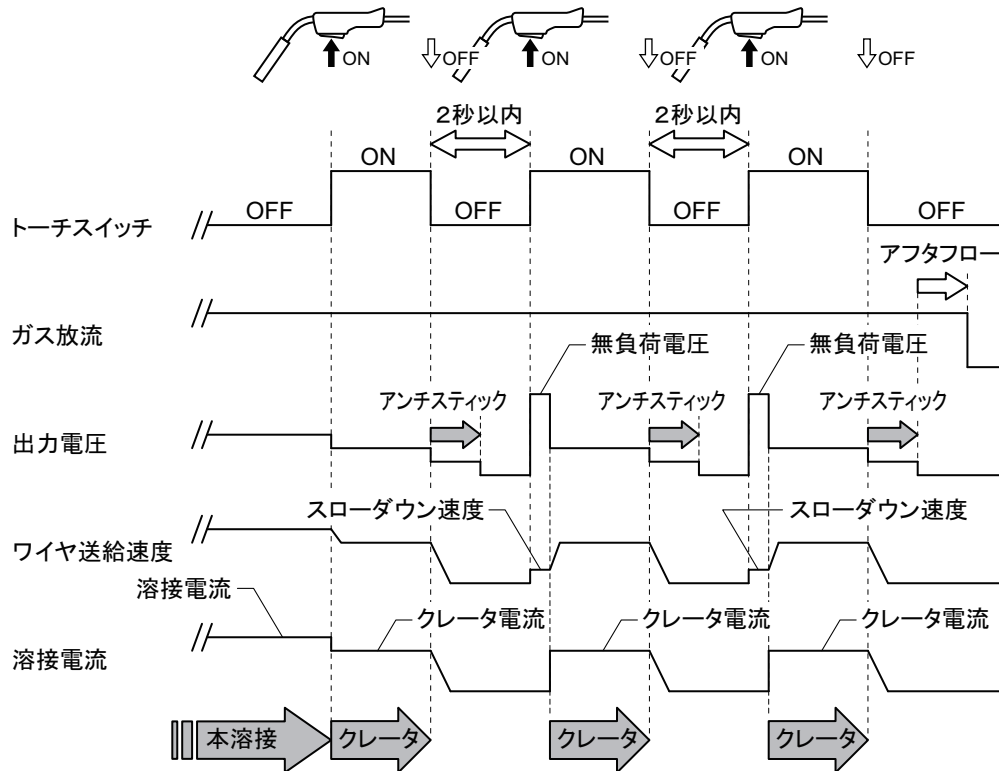 ON
OFF
ON
OFF
ON
OFF
2秒以内
2秒以内
ON
ON
ON
トーチスイッチ
OFF
OFF
OFF
OFF
アフタフロー
ガス放流
無負荷電圧
無負荷電圧
アンチスティック
アンチスティック
アンチスティック
出力電圧
スローダウン速度
スローダウン速度
ワイヤ送給速度
溶接電流
クレータ電流
クレータ電流
クレータ電流
溶接電流
本溶接
クレータ
クレータ
クレータ